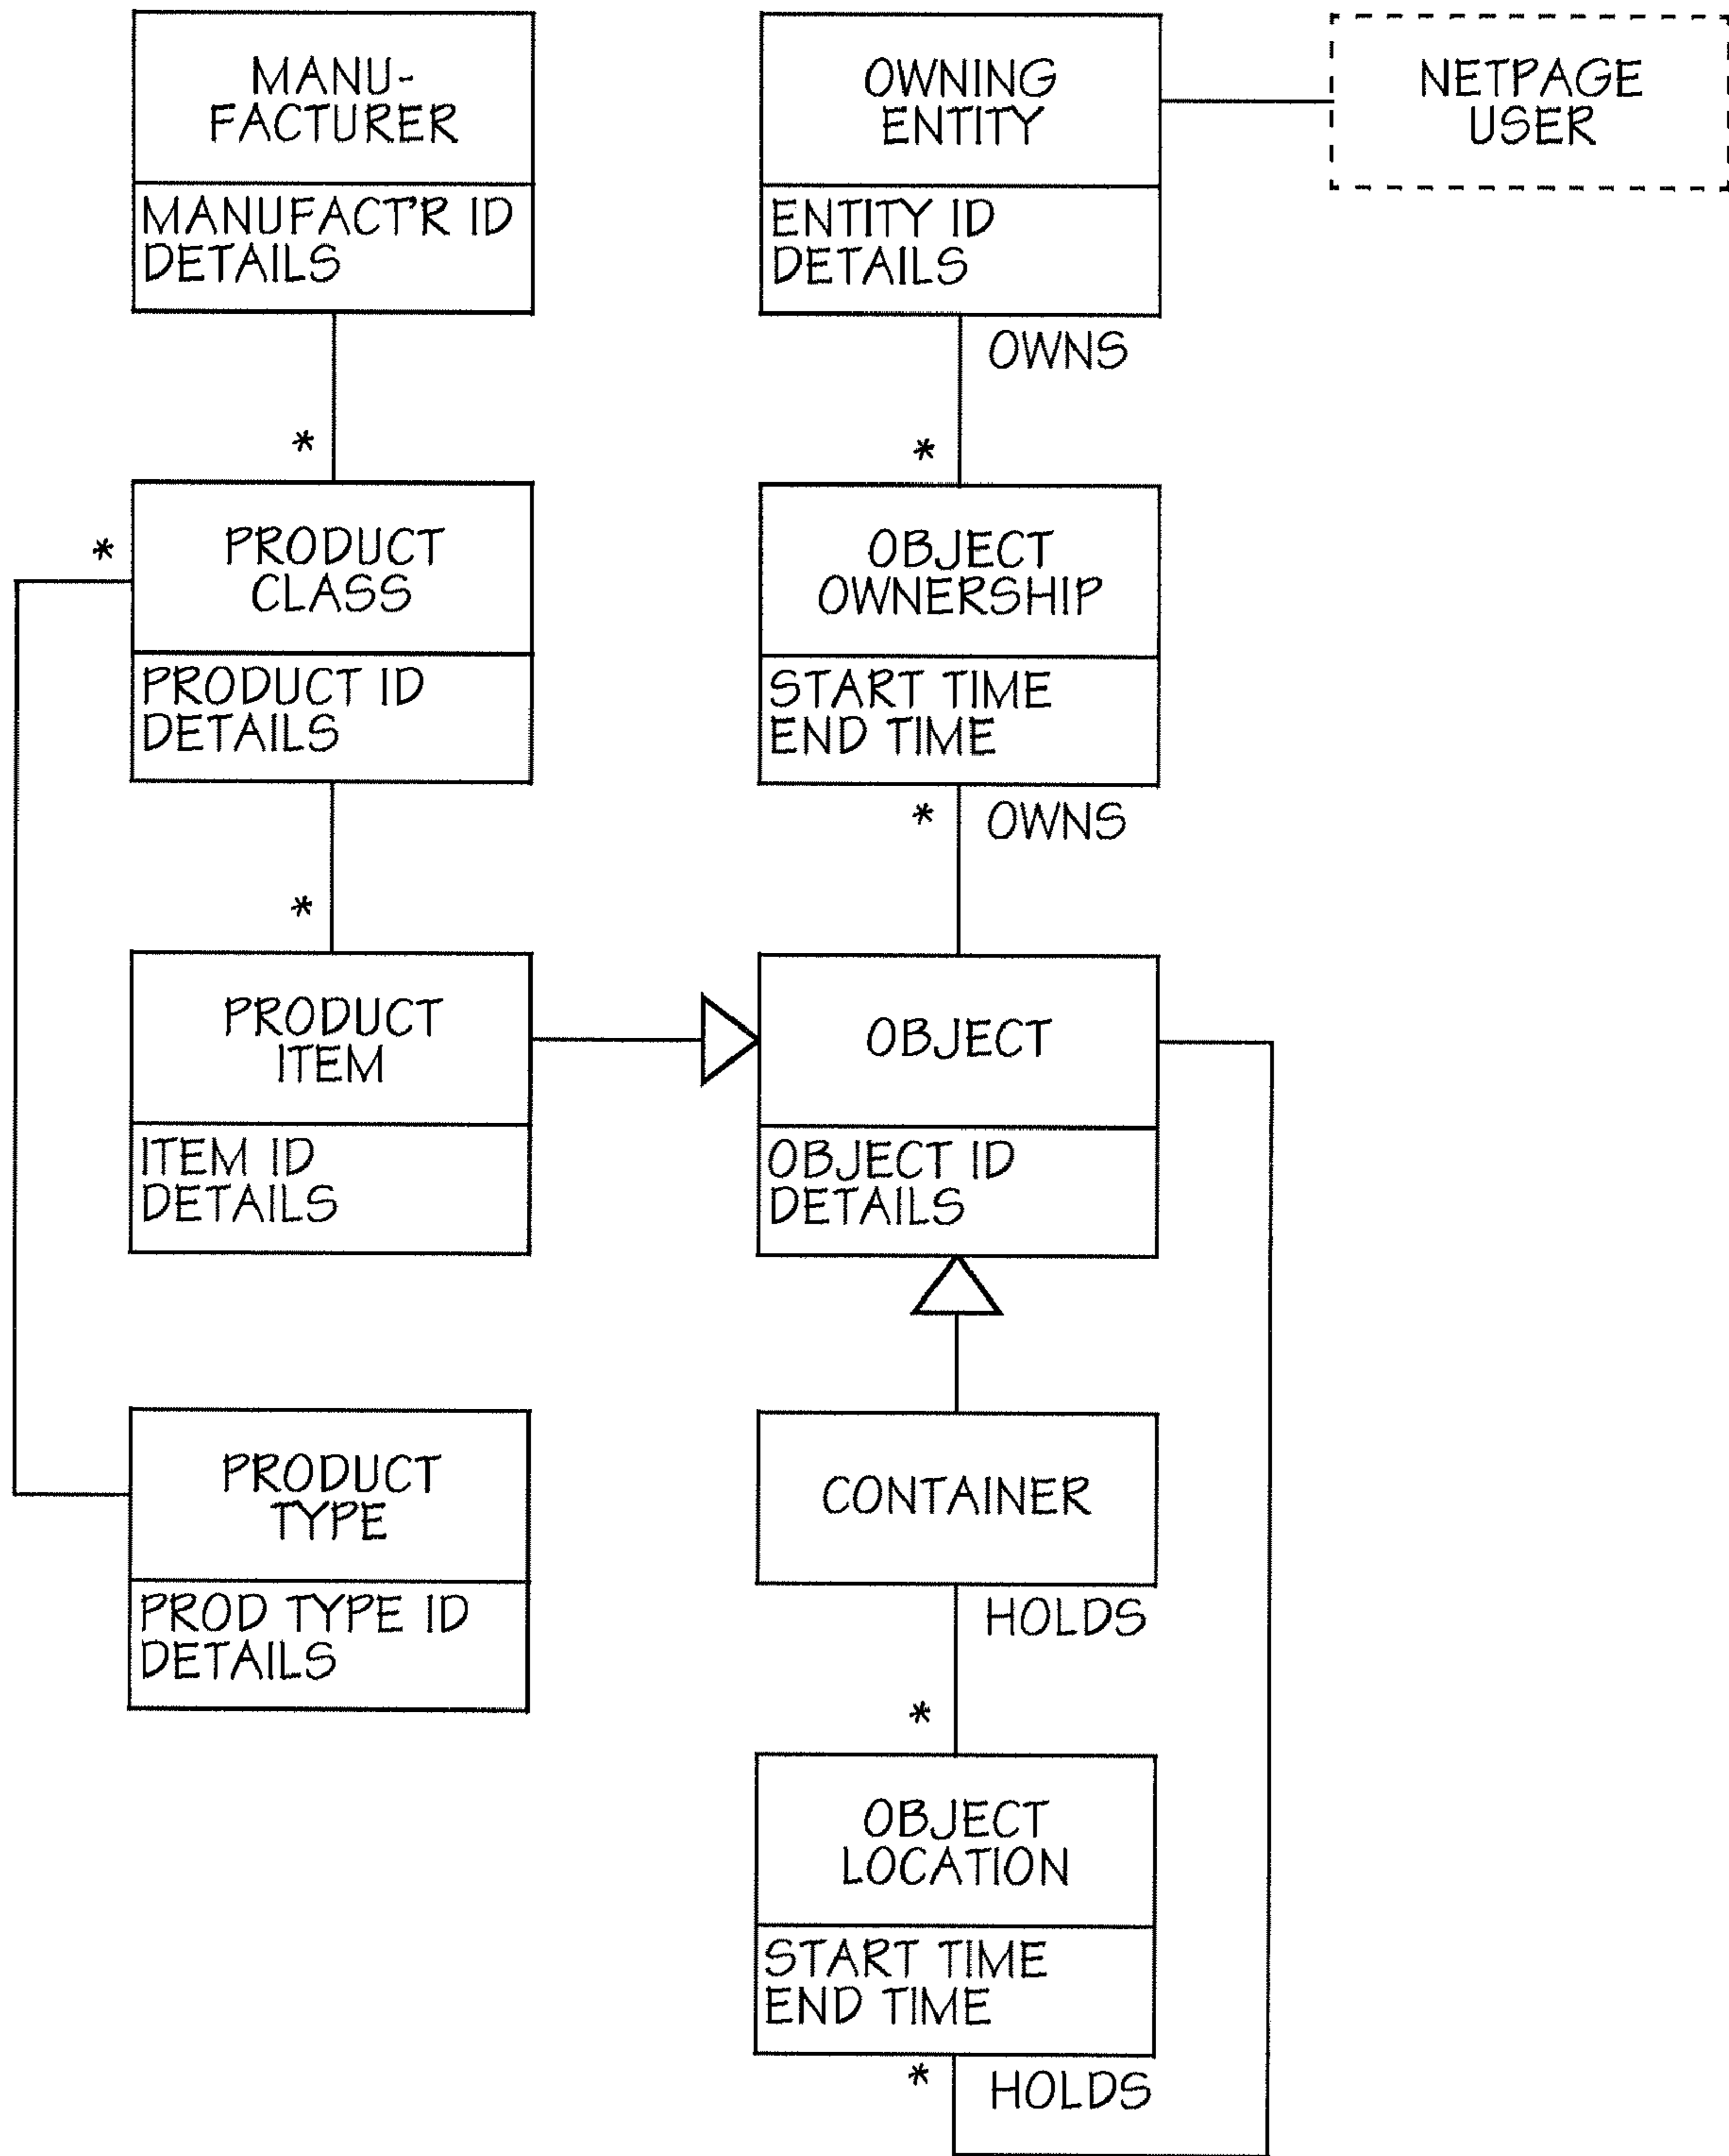 MANU-
FACTURER
MANUFACT'R ID
DETAILS
OWNING
ENTITY
ENTITY ID
DETAILS
NETPAGE
USER
OWNS
*
*
*
PRODUCT
CLASS
PRODUCT ID
DETAILS
OBJECT
OWNERSHIP
START TIME
END TIME
* OWNS
*
PRODUCT
ITEM
ITEM ID
DETAILS
OBJECT
OBJECT ID
DETAILS
PRODUCT
TYPE
PROD TYPE ID
DETAILS
CONTAINER
HOLDS
*
OBJECT
LOCATION
START TIME
END TIME
* HOLDS